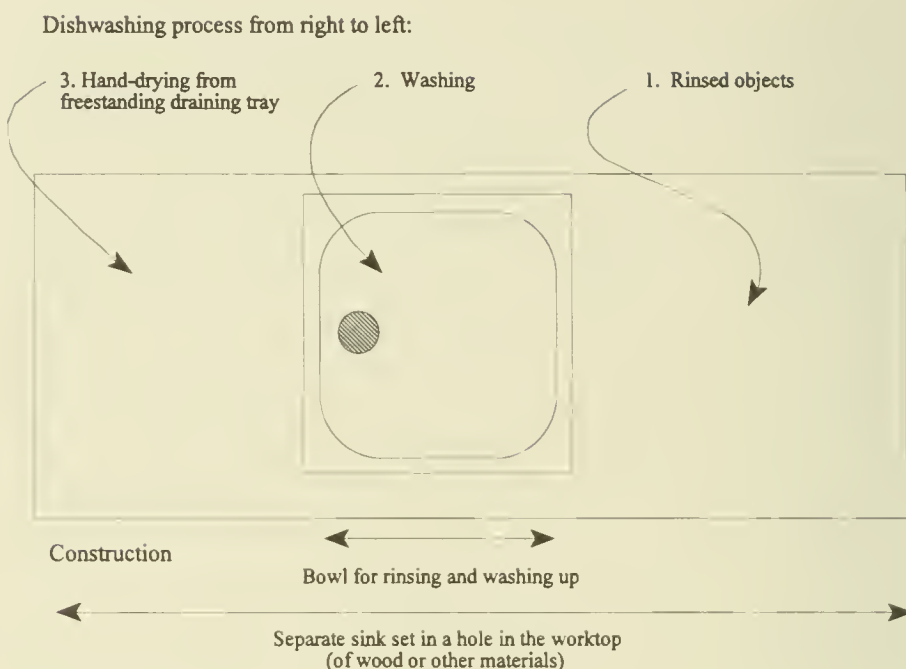 Dishwashing process from right to left:
3. Hand-drying from
freestanding draining tray
2. Washing
1. Rinsed objects
Construction
Bowl for rinsing and washing up
Separate sink set in a hole in the worktop
(of wood or other materials)